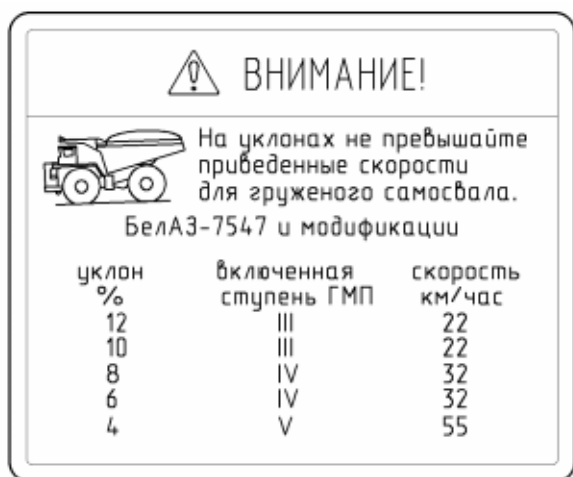 ВНИМАНИЕ!
На уклонах не превышайте
приведенные скорости
для груженого самосвала.
БелАЗ-7547 и модификации
уклон включенная скорость
% ступень ГМП км/час
12 III 22
10 III 22
8 IV 32
6 IV 32
4 V 55